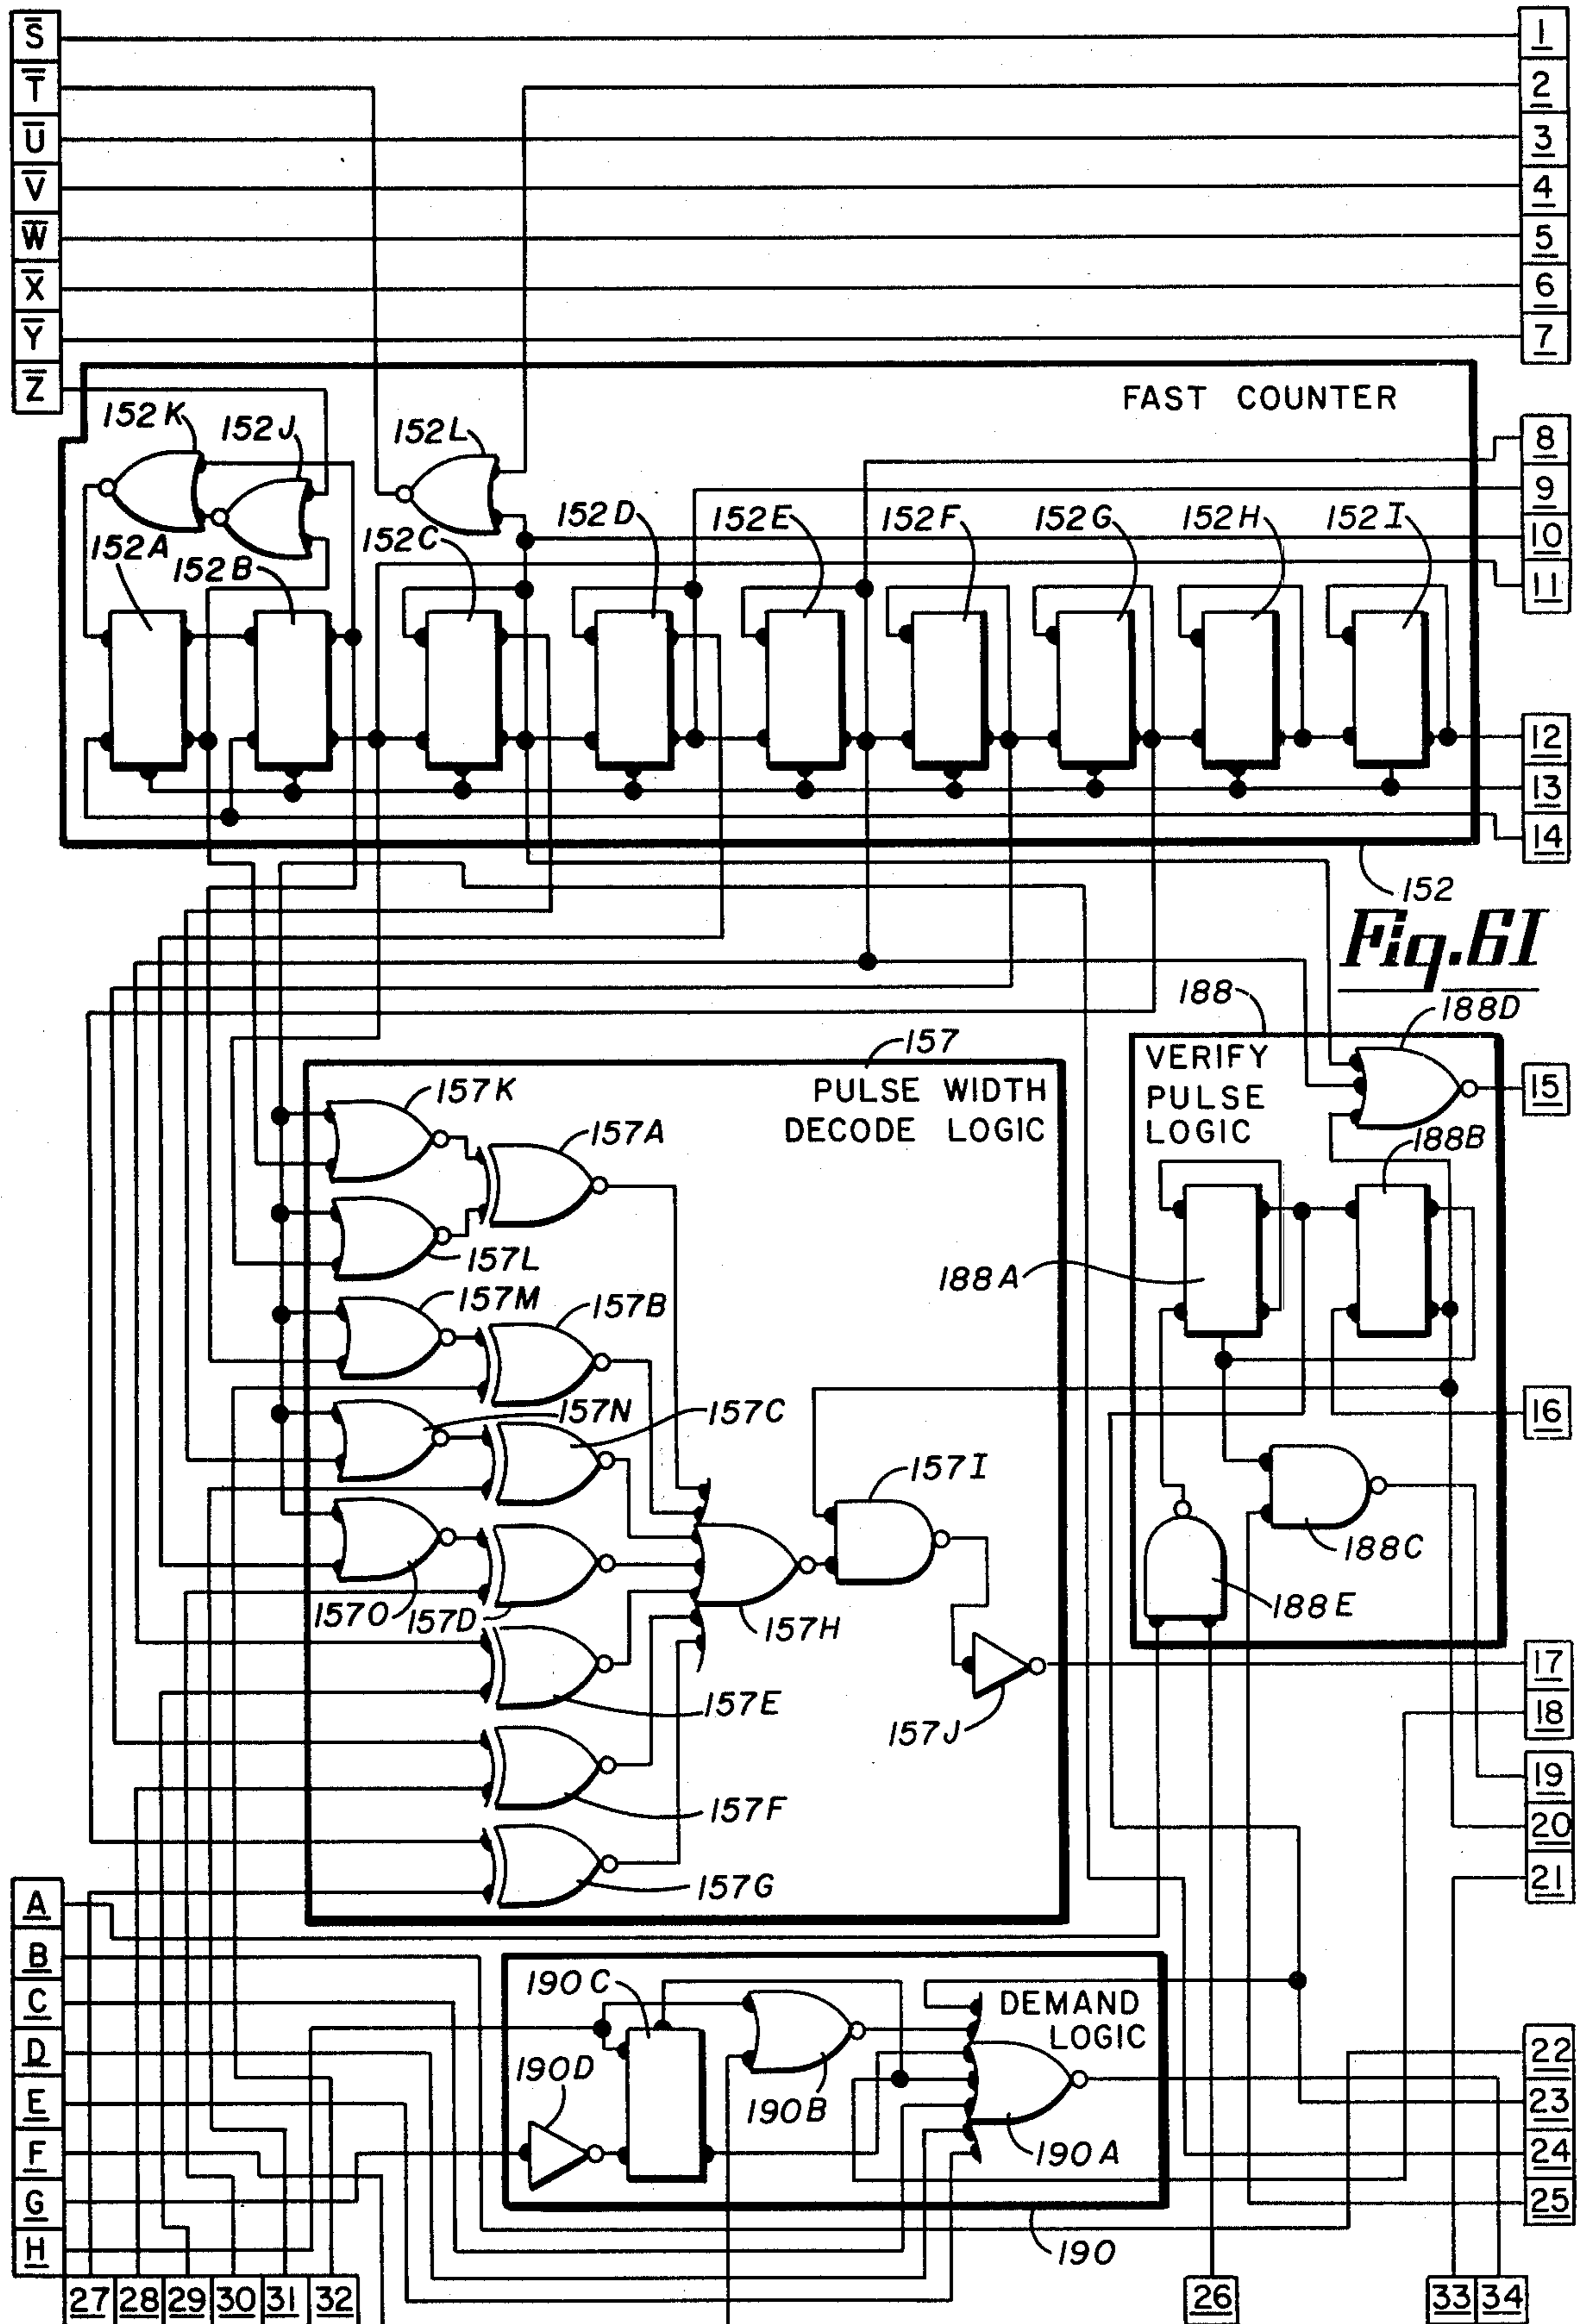 S̅ 1
T̅ 2
U̅ 3
V̅ 4
W̅ 5
X̅ 6
Y̅ 7
Z̅
FAST COUNTER
152K 152J 152L 8
9
152D 152E 152F 152G 152H 152I 10
152A 152B 152C 11
12
13
14
152
Fig.6I
188 188D
157 VERIFY
157K PULSE WIDTH PULSE 15
157A DECODE LOGIC LOGIC
188B
157L
188A
157M 157B
157N 157C 16
157I
188C
188E
157O 157D 157H
17
157E 157J 18
19
157F
20
157G 21
A
B
C 190C DEMAND
LOGIC
D 190D 22
E 190B 23
F 190A 24
G 25
H 190
27 28 29 30 31 32 26 33 34